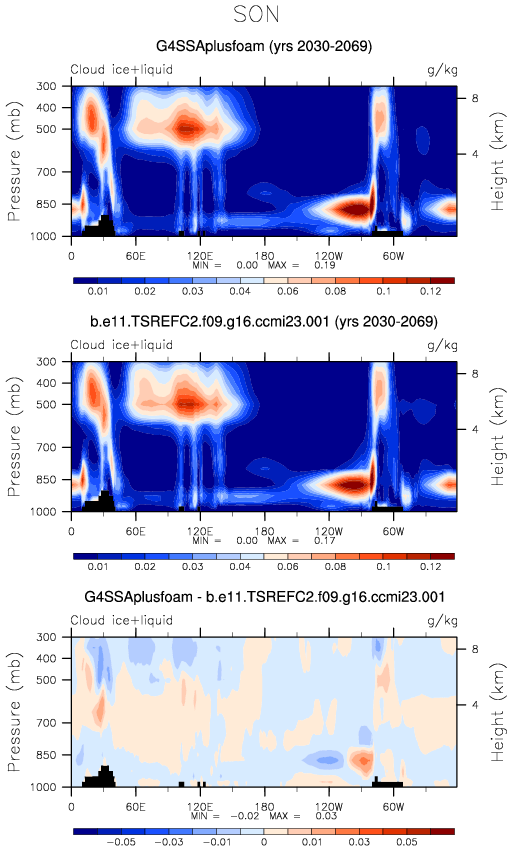 SON
G4SSAplusfoam (yrs 2030-2069)
Cloud ice+liquid g/kg
300
400
500
700
850
1000
Pressure (mb)
8
4
Height (km)
0 60E 120E 180 120W 60W
MIN = 0.00 MAX = 0.19
0.01 0.02 0.03 0.04 0.06 0.08 0.1 0.12
b.e11.TSREFC2.f09.g16.ccmi23.001 (yrs 2030-2069)
Cloud ice+liquid g/kg
300
400
500
700
850
1000
Pressure (mb)
8
4
Height (km)
0 60E 120E 180 120W 60W
MIN = 0.00 MAX = 0.17
0.01 0.02 0.03 0.04 0.06 0.08 0.1 0.12
G4SSAplusfoam - b.e11.TSREFC2.f09.g16.ccmi23.001
Cloud ice+liquid g/kg
300
400
500
700
850
1000
Pressure (mb)
8
4
Height (km)
0 60E 120E 180 120W 60W
MIN = -0.02 MAX = 0.03
-0.05 -0.03 -0.01 0 0.01 0.03 0.05